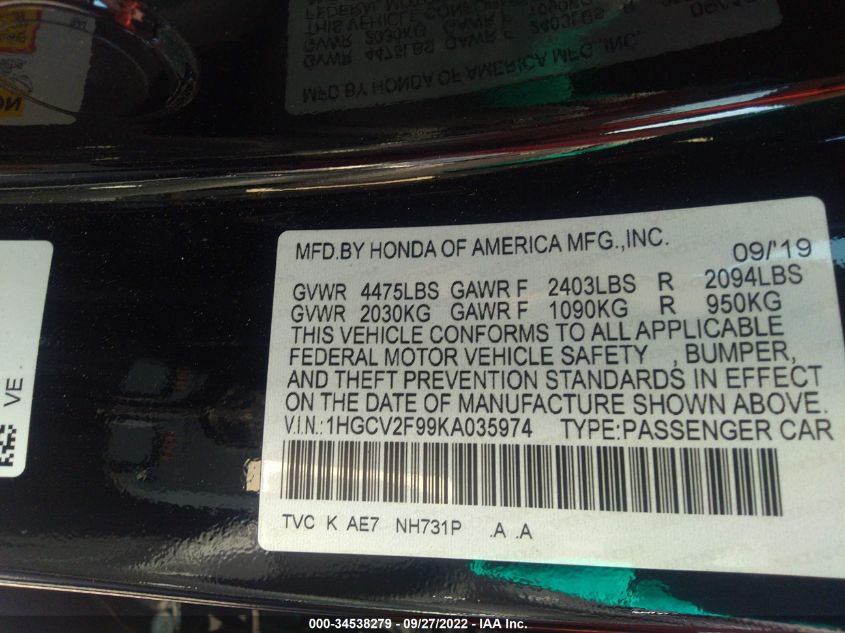 MFD.BY HONDA OF AMERICA MFG.,INC. 09/'19
GVWR 4475LBS GAWR F 2403LBS R 2094LBS
GVWR 2030KG GAWR F 1090KG R 950KG
THIS VEHICLE CONFORMS TO ALL APPLICABLE
FEDERAL MOTOR VEHICLE SAFETY , BUMPER,
AND THEFT PREVENTION STANDARDS IN EFFECT
ON THE DATE OF MANUFACTURE SHOWN ABOVE.
V.I.N.:1HGCV2F99KA035974 TYPE:PASSENGER CAR
TVC K AE7 NH731P .A .A
VE.
000-34538279 - 09/27/2022 - IAA Inc.